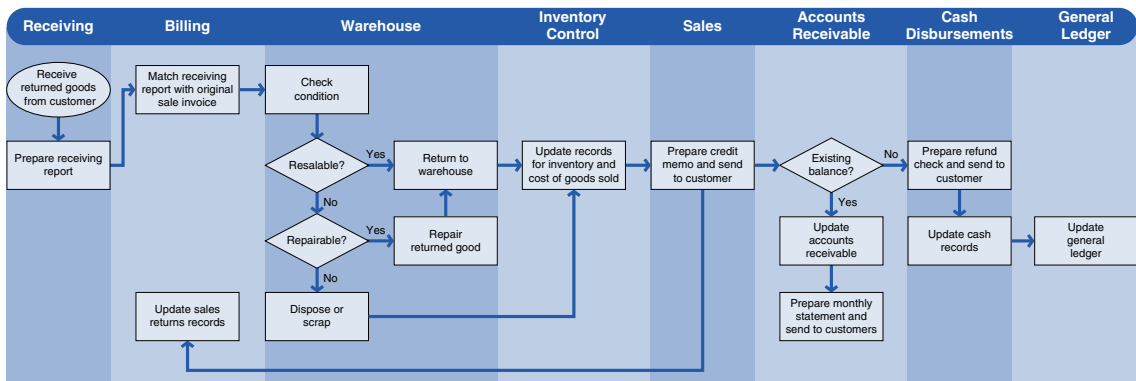 Receiving
Billing
Warehouse
Inventory
Control
Sales
Accounts
Receivable
Cash
Disbursements
General
Ledger
Receive
returned goods
from customer
Prepare receiving
report
Match receiving
report with original
sale invoice
Update sales
returns records
Check
condition
Resalable?
Yes
No
Return to
warehouse
Repairable?
Yes
No
Repair
returned good
Dispose or
scrap
Update records
for inventory and
cost of goods sold
Prepare credit
memo and send
to customer
Existing
balance?
No
Yes
Update
accounts
receivable
Prepare monthly
statement and
send to customers
Prepare refund
check and send to
customer
Update cash
records
Update
general
ledger